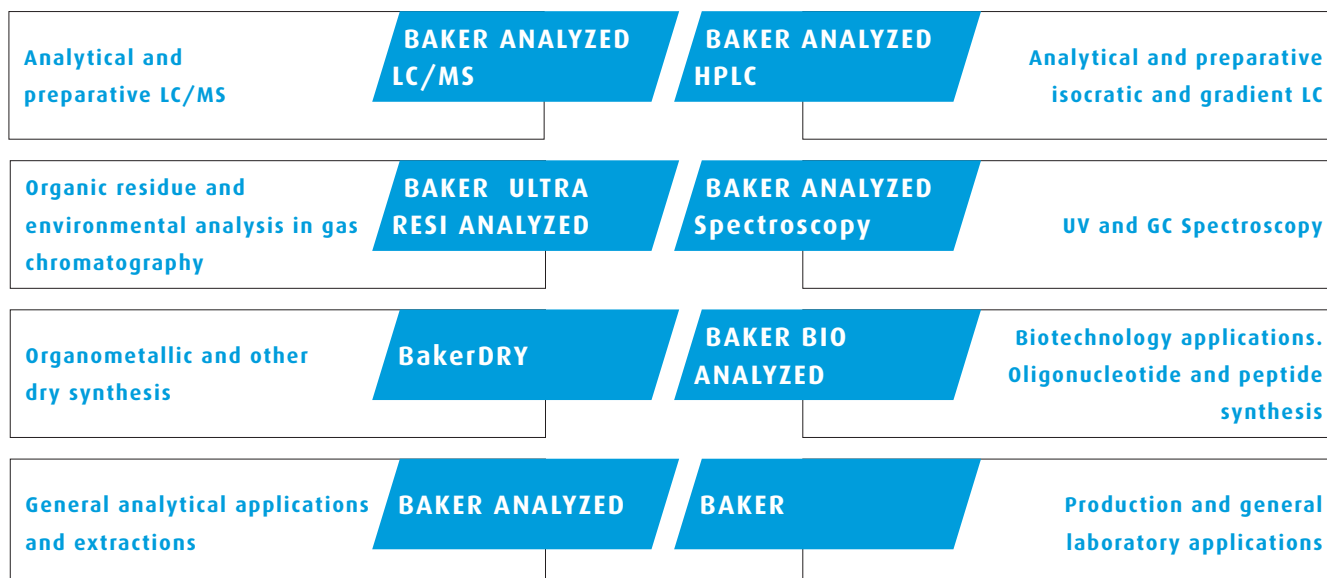 Analytical and
preparative LC/MS
BAKER ANALYZED
LC/MS
BAKER ANALYZED
HPLC
Analytical and preparative
isocratic and gradient LC
Organic residue and
environmental analysis in gas
chromatography
BAKER ULTRA
RESI ANALYZED
BAKER ANALYZED
Spectroscopy
UV and GC Spectroscopy
Organometallic and other
dry synthesis
BakerDRY
BAKER BIO
ANALYZED
Biotechnology applications.
Oligonucleotide and peptide
synthesis
General analytical applications
and extractions
BAKER ANALYZED
BAKER
Production and general
laboratory applications